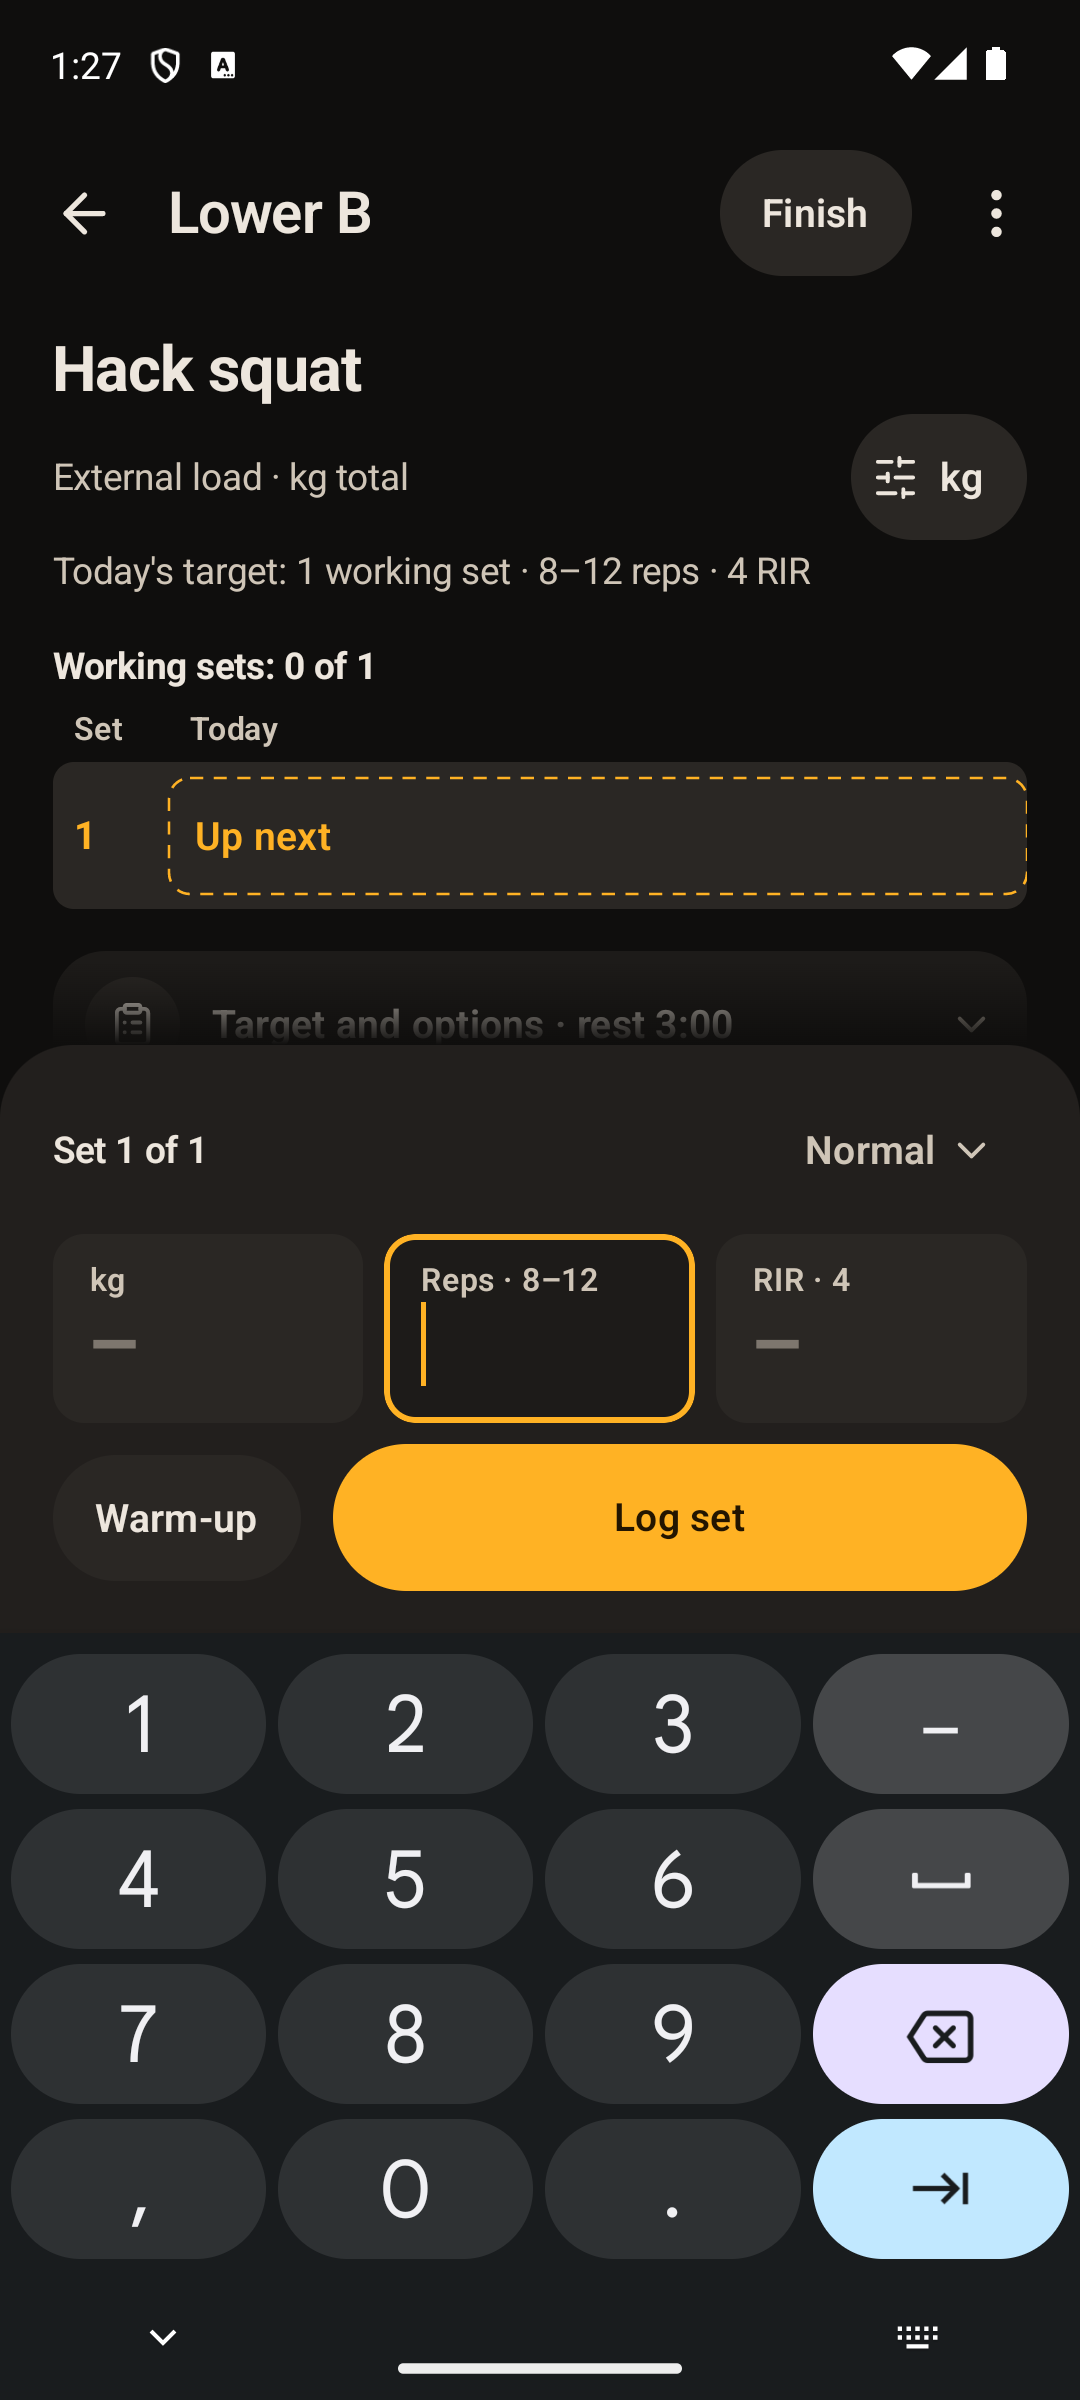 1:27
Lower B
Finish
Hack squat
External load · kg total
kg
Today's target: 1 working set · 8–12 reps · 4 RIR
Working sets: 0 of 1
Set Today
1 Up next
Target and options · rest 3:00
Set 1 of 1
Normal
kg
Reps · 8–12
RIR · 4
—
—
Warm-up
Log set
1 2 3 –
4 5 6
7 8 9
, 0 .